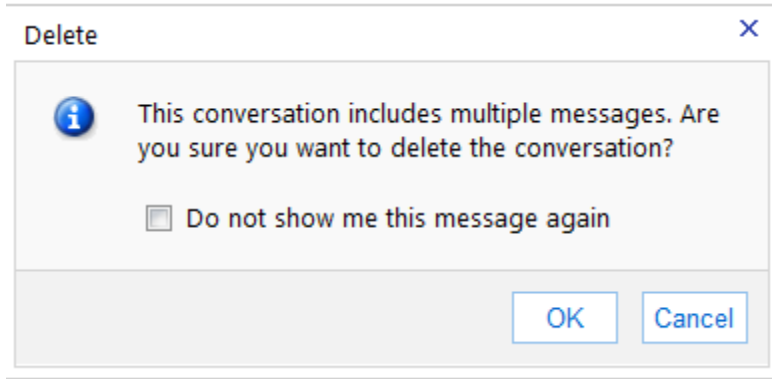 Delete
This conversation includes multiple messages. Are
you sure you want to delete the conversation?
Do not show me this message again
OK Cancel